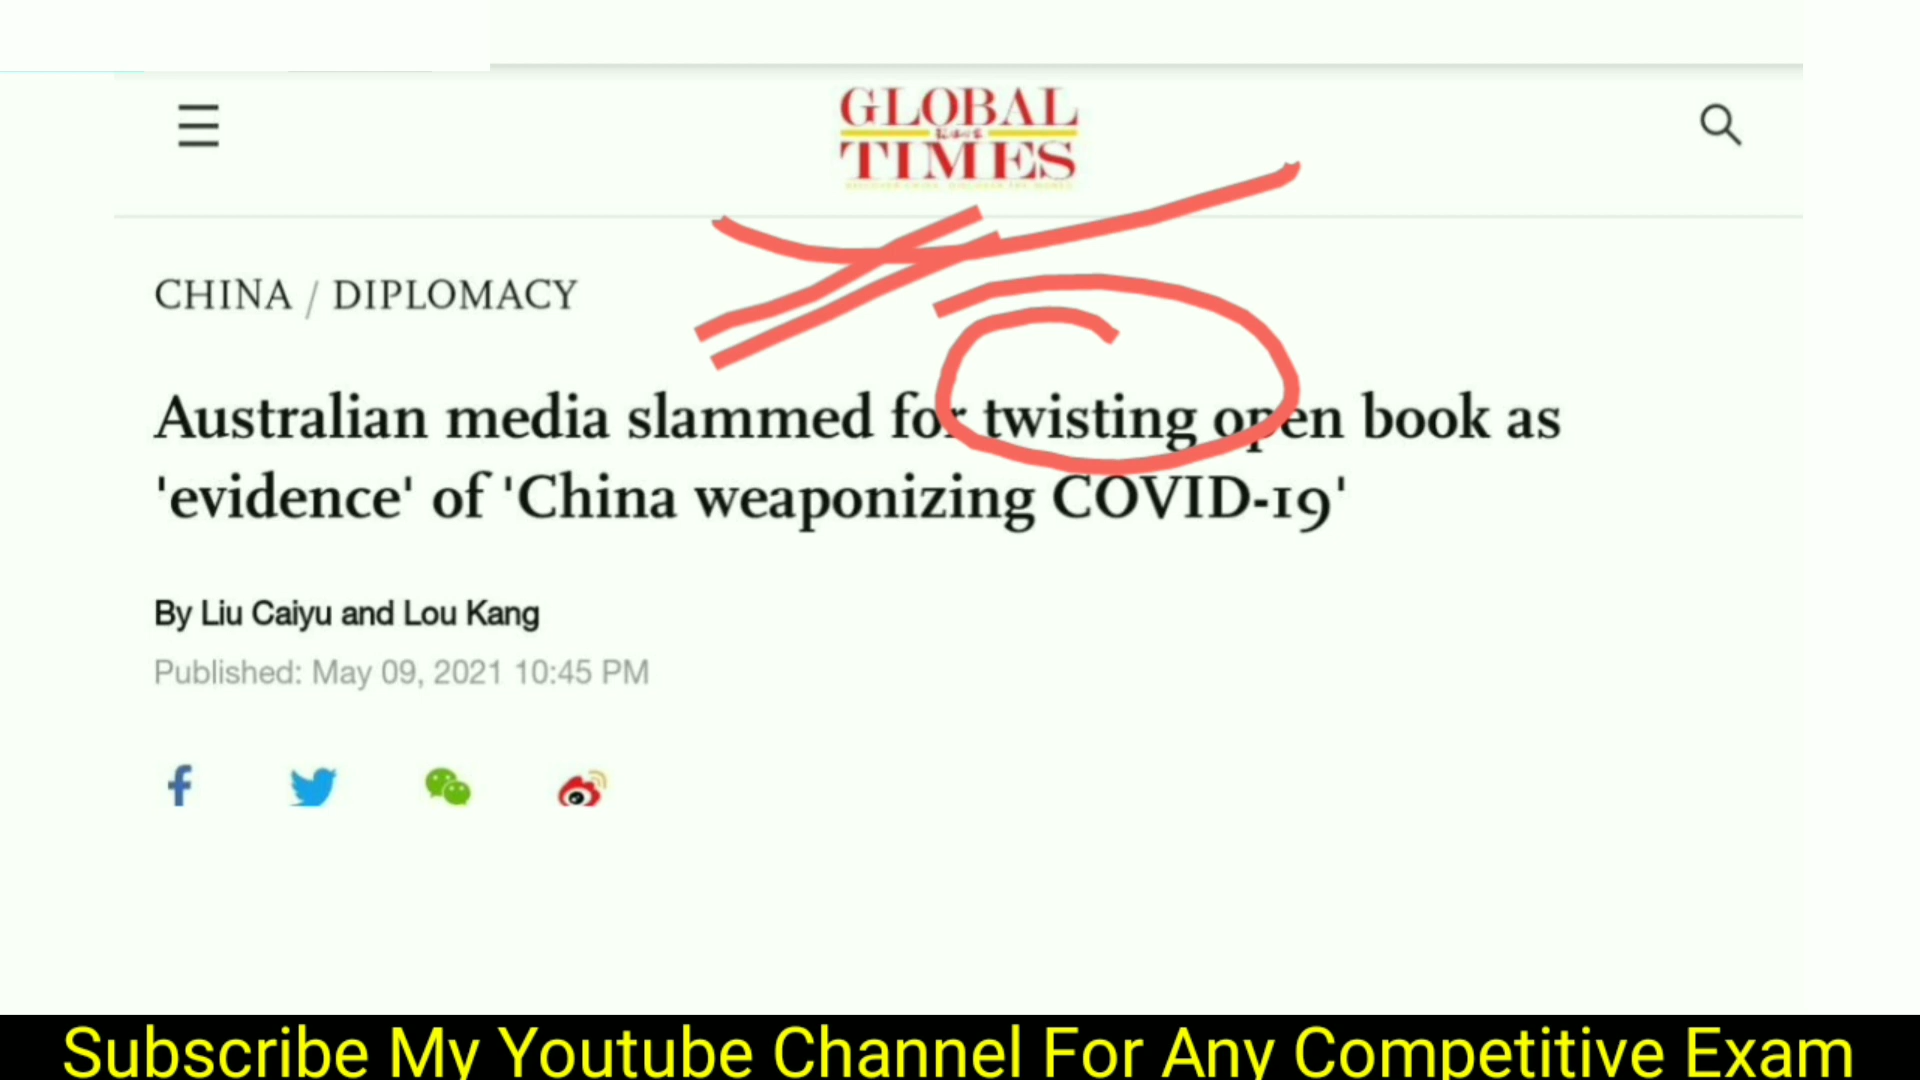 GLOBAL
TIMES
CHINA / DIPLOMACY
Australian media slammed for twisting open book as
'evidence' of 'China weaponizing COVID-19'
By Liu Caiyu and Lou Kang
Published: May 09, 2021 10:45 PM
Subscribe My Youtube Channel For Any Competitive Exam